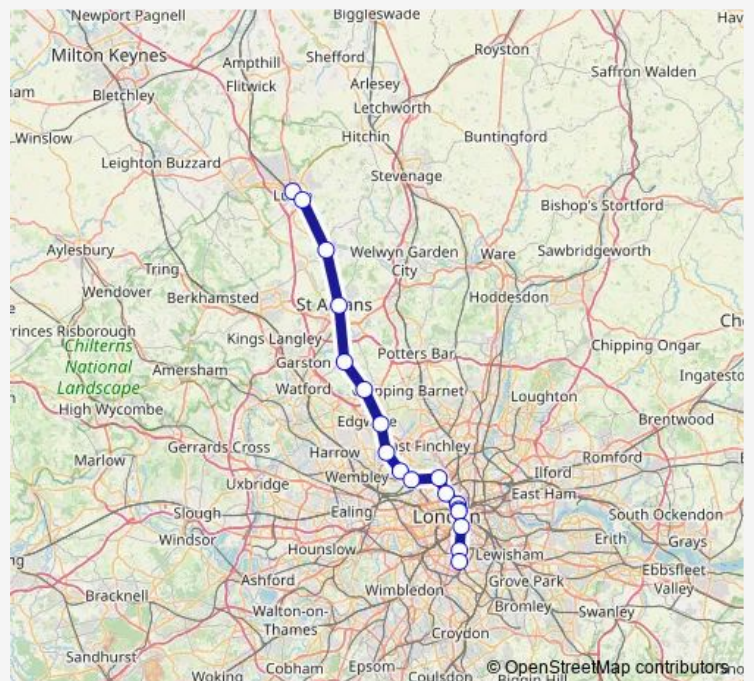 Newport Pagnell
Biggleswade
Milton Keynes
Ampthill
Shefford
Royston
Saffron Walden
Flitwick
Arlesey
Bletchley
Letchworth
Winslow
Hitchin
Buntingford
Leighton Buzzard
Stevenage
Bishop's Stortford
Aylesbury
Welwyn Garden
City
Ware
Sawbridgeworth
Tring
Wendover
Berkhamsted
Hoddesdon
St Albans
Princes Risborough
Kings Langley
Chilterns
National
Landscape
Garston
Potters Bar
Chipping Ongar
Amersham
Watford
High Wycombe
Loughton
Brentwood
Harrow
Gerrards Cross
Marlow
Wembley
Romford
Uxbridge
Ilford
East Ham
Slough
Ealing
London
South Ockendon
Windsor
Hounslow
Lewisham
Erith
Grays
Ashford
Grove Park
Ebbsfleet
Valley
Bracknell
Wimbledon
Bromley
Swanley
Walton-on-
Thames
Croydon
Sandhurst
Cobham
Epsom
Woking
Coulsdon
© OpenStreetMap contributors